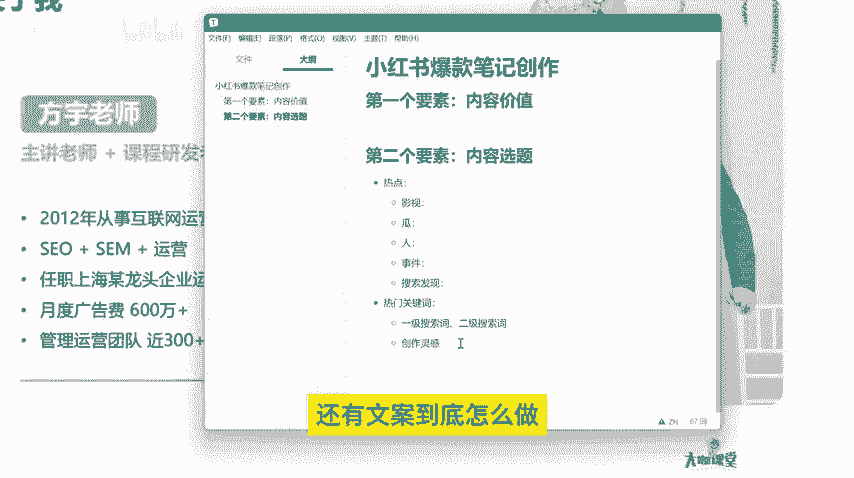 于我
方宇老师
主讲老师 + 课程研发
• 2012年从事互联网运营
• SEO + SEM + 运营
• 任职上海某龙头企业运
• 月度广告费 600万+
• 管理运营团队 近300+
文件(F) 编辑(E) 段落(P) 格式(O) 视图(V) 主题(T) 帮助(H)
文件 大纲
小红书爆款笔记创作
第一个要素：内容价值
第二个要素：内容选题
小红书爆款笔记创作
第一个要素：内容价值
第二个要素：内容选题
• 热点：
影视：
瓜：
人：
事件：
搜索发现：
• 热门关键词：
一级搜索词、二级搜索词
创作灵感
67 词
还有文案到底怎么做
大咖课堂